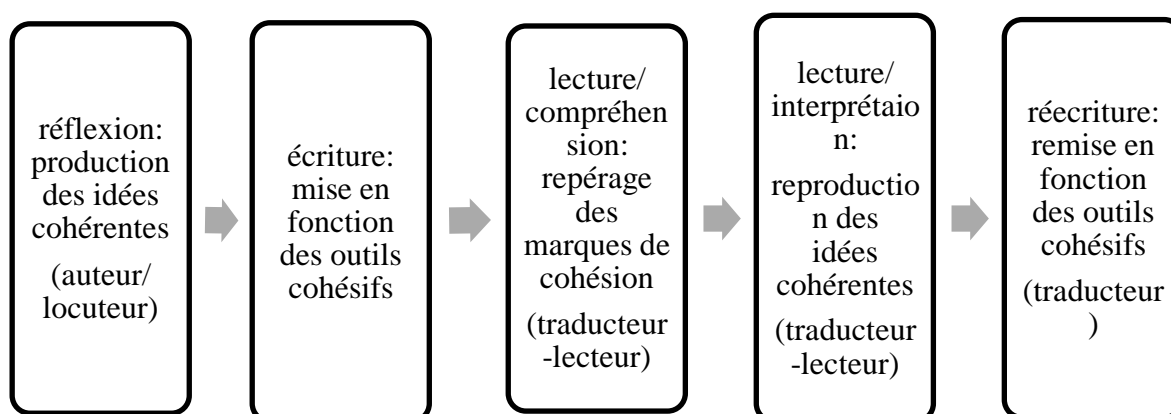 réflexion:
production
des idées
cohérentes
(auteur/
locuteur)
écriture:
mise en
fonction
des outils
cohésifs
lecture/
compréhen
sion:
repérage
des
marques de
cohésion
(traducteur
-lecteur)
lecture/
interprétaio
n:
reproductio
n des
idées
cohérentes
(traducteur
-lecteur)
réecriture:
remise en
fonction
des outils
cohésifs
(traducteur
)